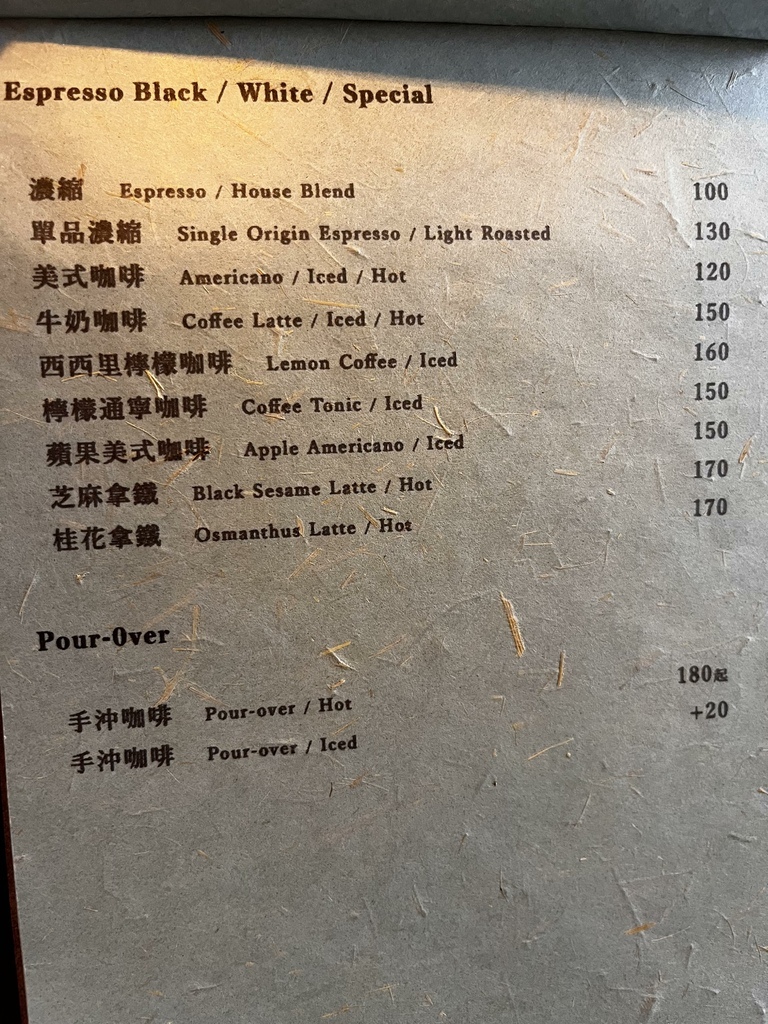 Espresso Black / White / Special
濃縮 Espresso / House Blend 100
單品濃縮 Single Origin Espresso / Light Roasted 130
美式咖啡 Americano / Iced / Hot 120
牛奶咖啡 Coffee Latte / Iced / Hot 150
西西里檸檬咖啡 Lemon Coffee / Iced 160
檸檬通寧咖啡 Coffee Tonic / Iced 150
蘋果美式咖啡 Apple Americano / Iced 150
芝麻拿鐵 Black Sesame Latte / Hot 170
桂花拿鐵 Osmanthus Latte / Hot 170
Pour-Over
手沖咖啡 Pour-over / Hot 180起
手沖咖啡 Pour-over / Iced +20